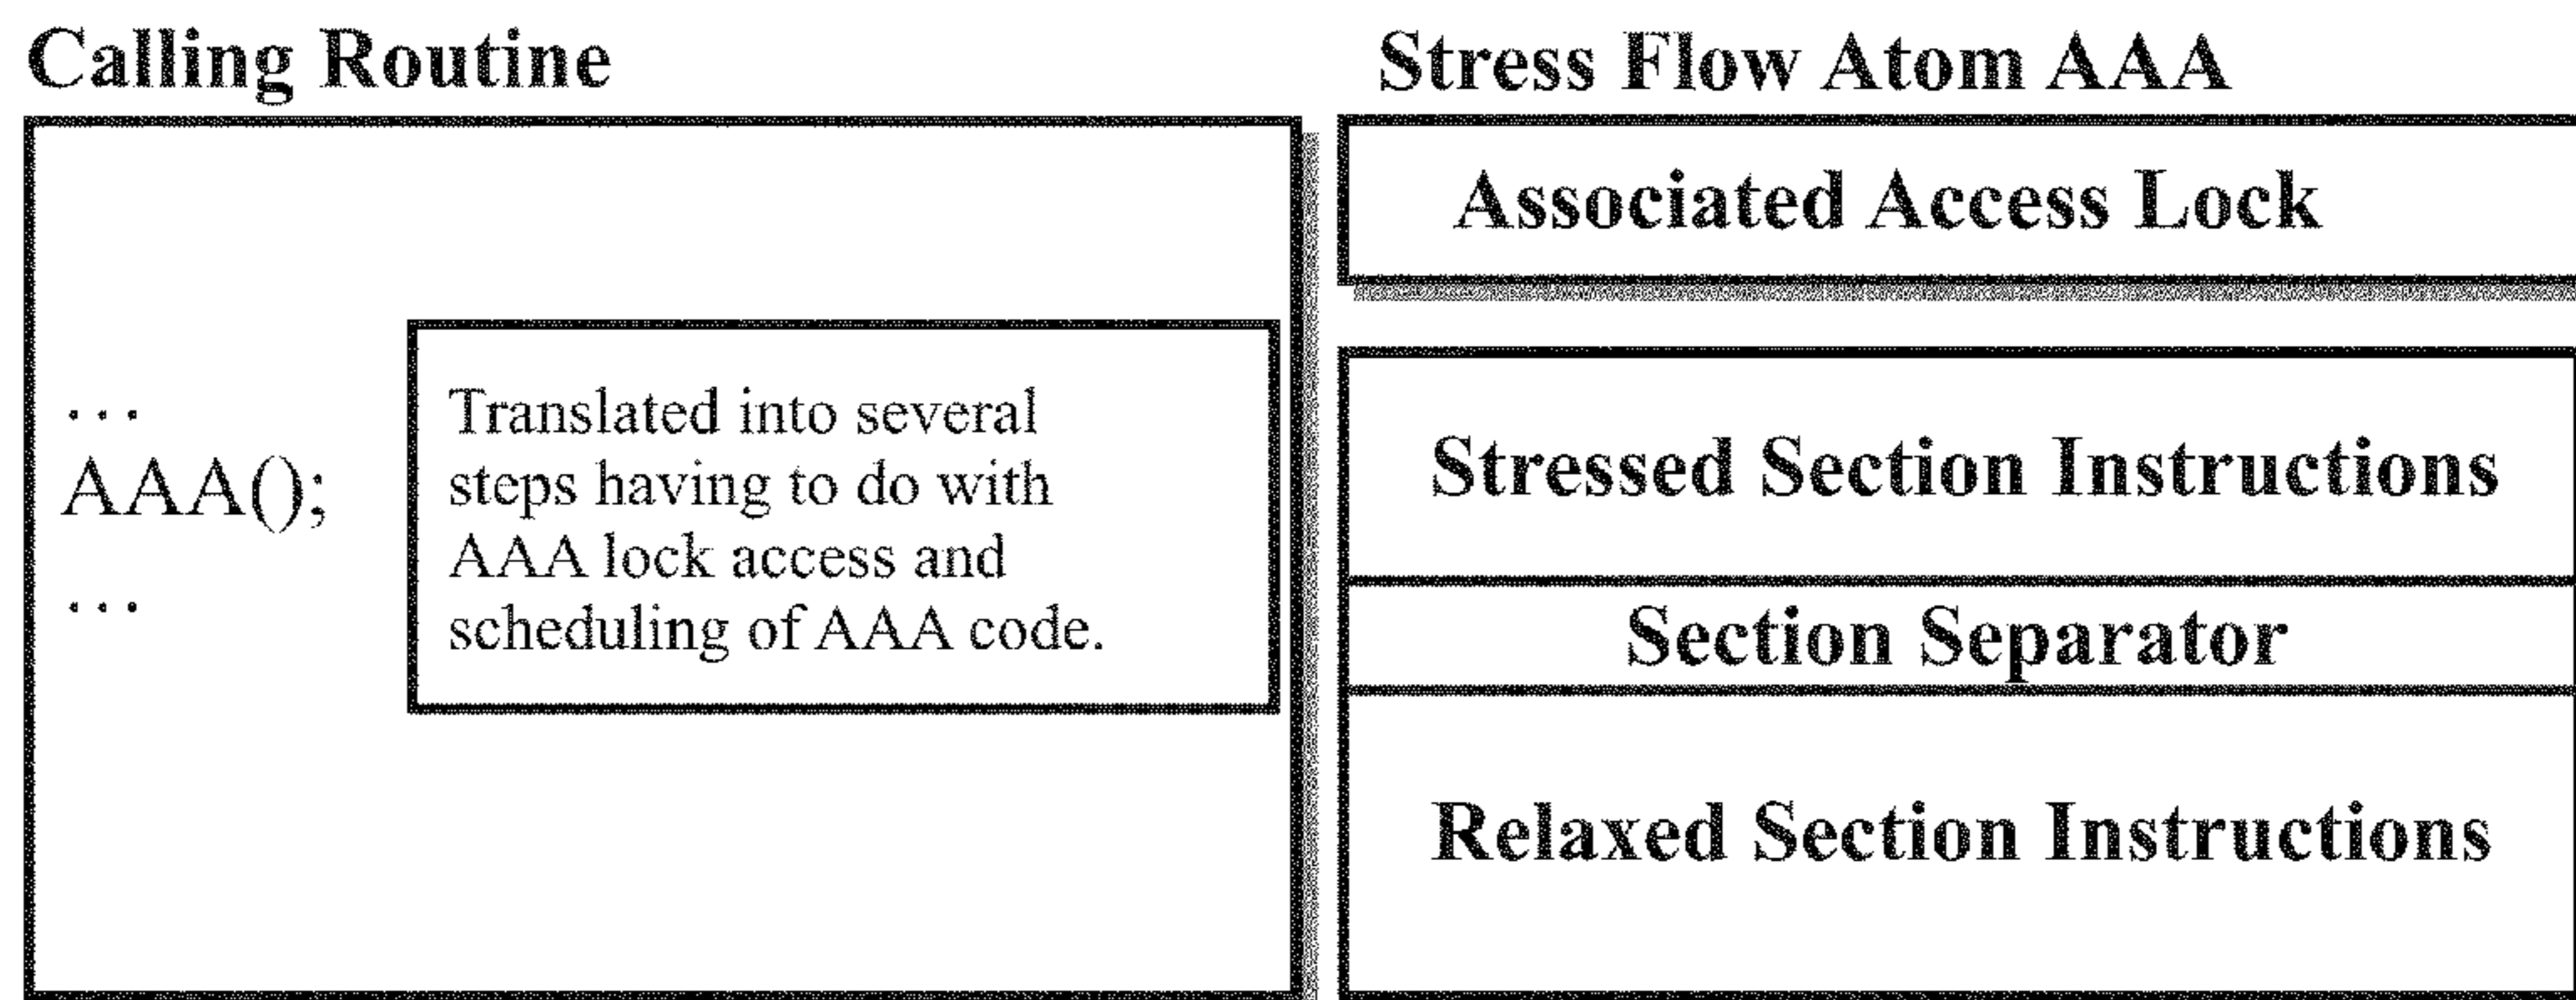 Calling Routine
...
AAA();
...
Translated into several
steps having to do with
AAA lock access and
scheduling of AAA code.
Stress Flow Atom AAA
Associated Access Lock
Stressed Section Instructions
Section Separator
Relaxed Section Instructions